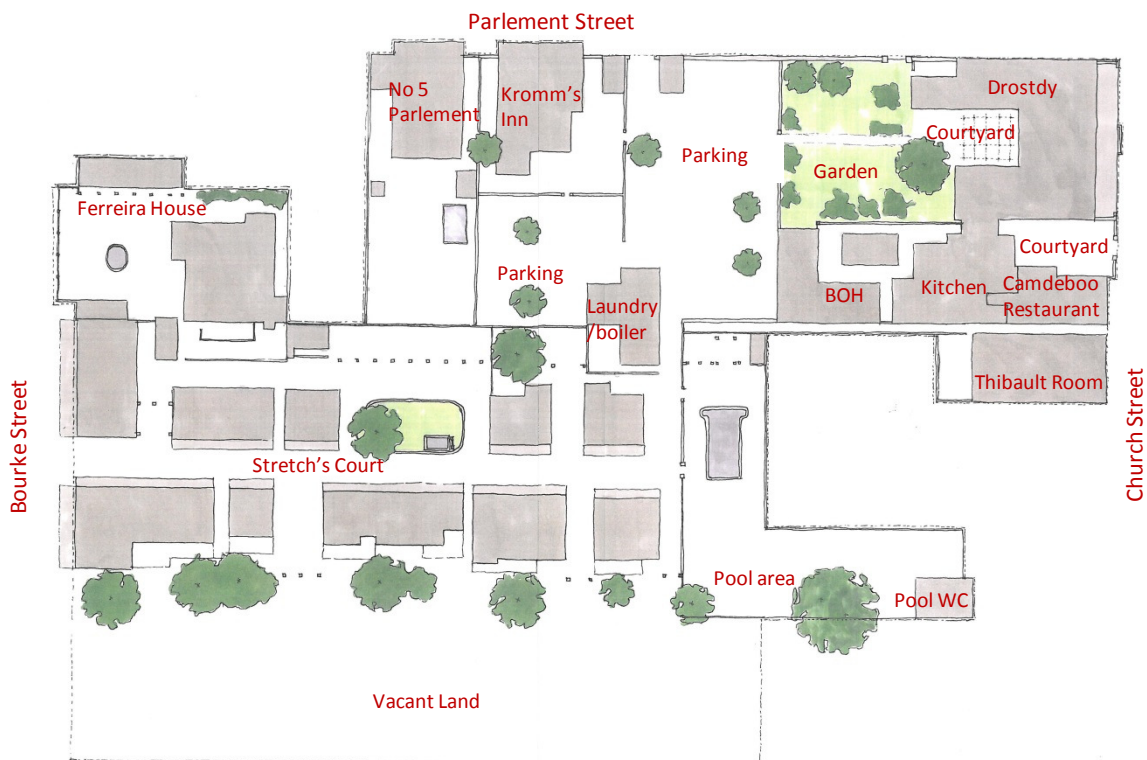 Parlement Street
No 5
Parlement
Kromm's
Inn
Drostdy
Courtyard
Parking
Garden
Ferreira House
Courtyard
Parking
BOH
Kitchen
Camdeboo
Restaurant
Laundry
/boiler
Thibault Room
Bourke Street
Church Street
Stretch's Court
Pool area
Pool WC
Vacant Land